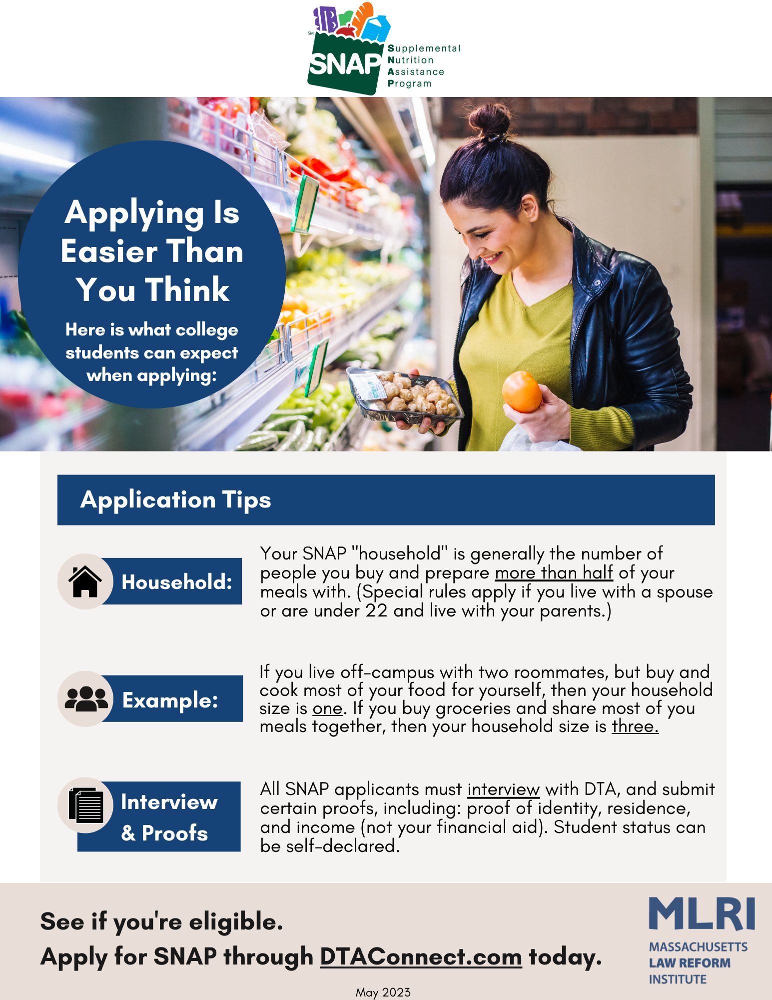 SM
SNAP
Supplemental
Nutrition
Assistance
Program
Applying Is
Easier Than
You Think
Here is what college
students can expect
when applying:
Application Tips
Household:
Your SNAP "household" is generally the number of
people you buy and prepare more than half of your
meals with. (Special rules apply if you live with a spouse
or are under 22 and live with your parents.)
Example:
If you live off-campus with two roommates, but buy and
cook most of your food for yourself, then your household
size is one. If you buy groceries and share most of you
meals together, then your household size is three.
Interview
& Proofs
All SNAP applicants must interview with DTA, and submit
certain proofs, including: proof of identity, residence,
and income (not your financial aid). Student status can
be self-declared.
See if you're eligible.
Apply for SNAP through DTAConnect.com today.
MLRI
MASSACHUSETTS
LAW REFORM
INSTITUTE
May 2023